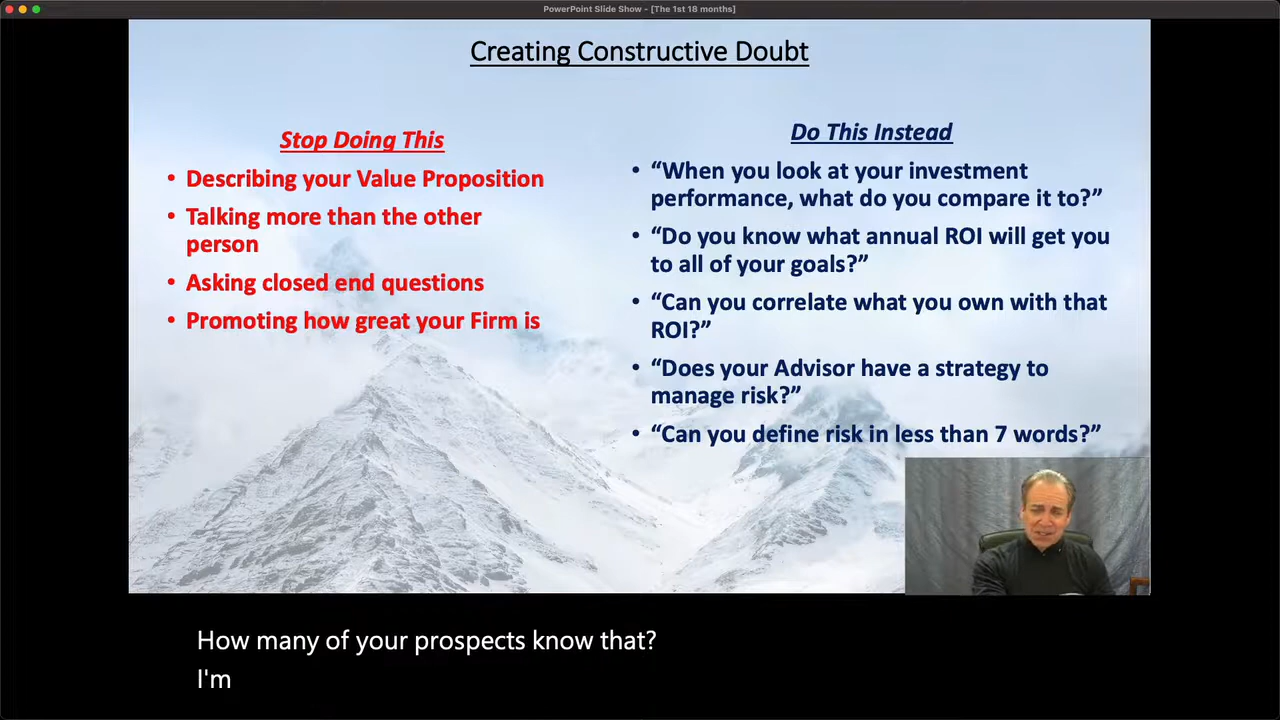 PowerPoint Slide Show - [The 1st 18 months]
Creating Constructive Doubt
Stop Doing This
• Describing your Value Proposition
• Talking more than the other
person
• Asking closed end questions
• Promoting how great your Firm is
Do This Instead
• “When you look at your investment
performance, what do you compare it to?”
• “Do you know what annual ROI will get you
to all of your goals?”
• “Can you correlate what you own with that
ROI?”
• “Does your Advisor have a strategy to
manage risk?”
• “Can you define risk in less than 7 words?”
How many of your prospects know that?
I'm